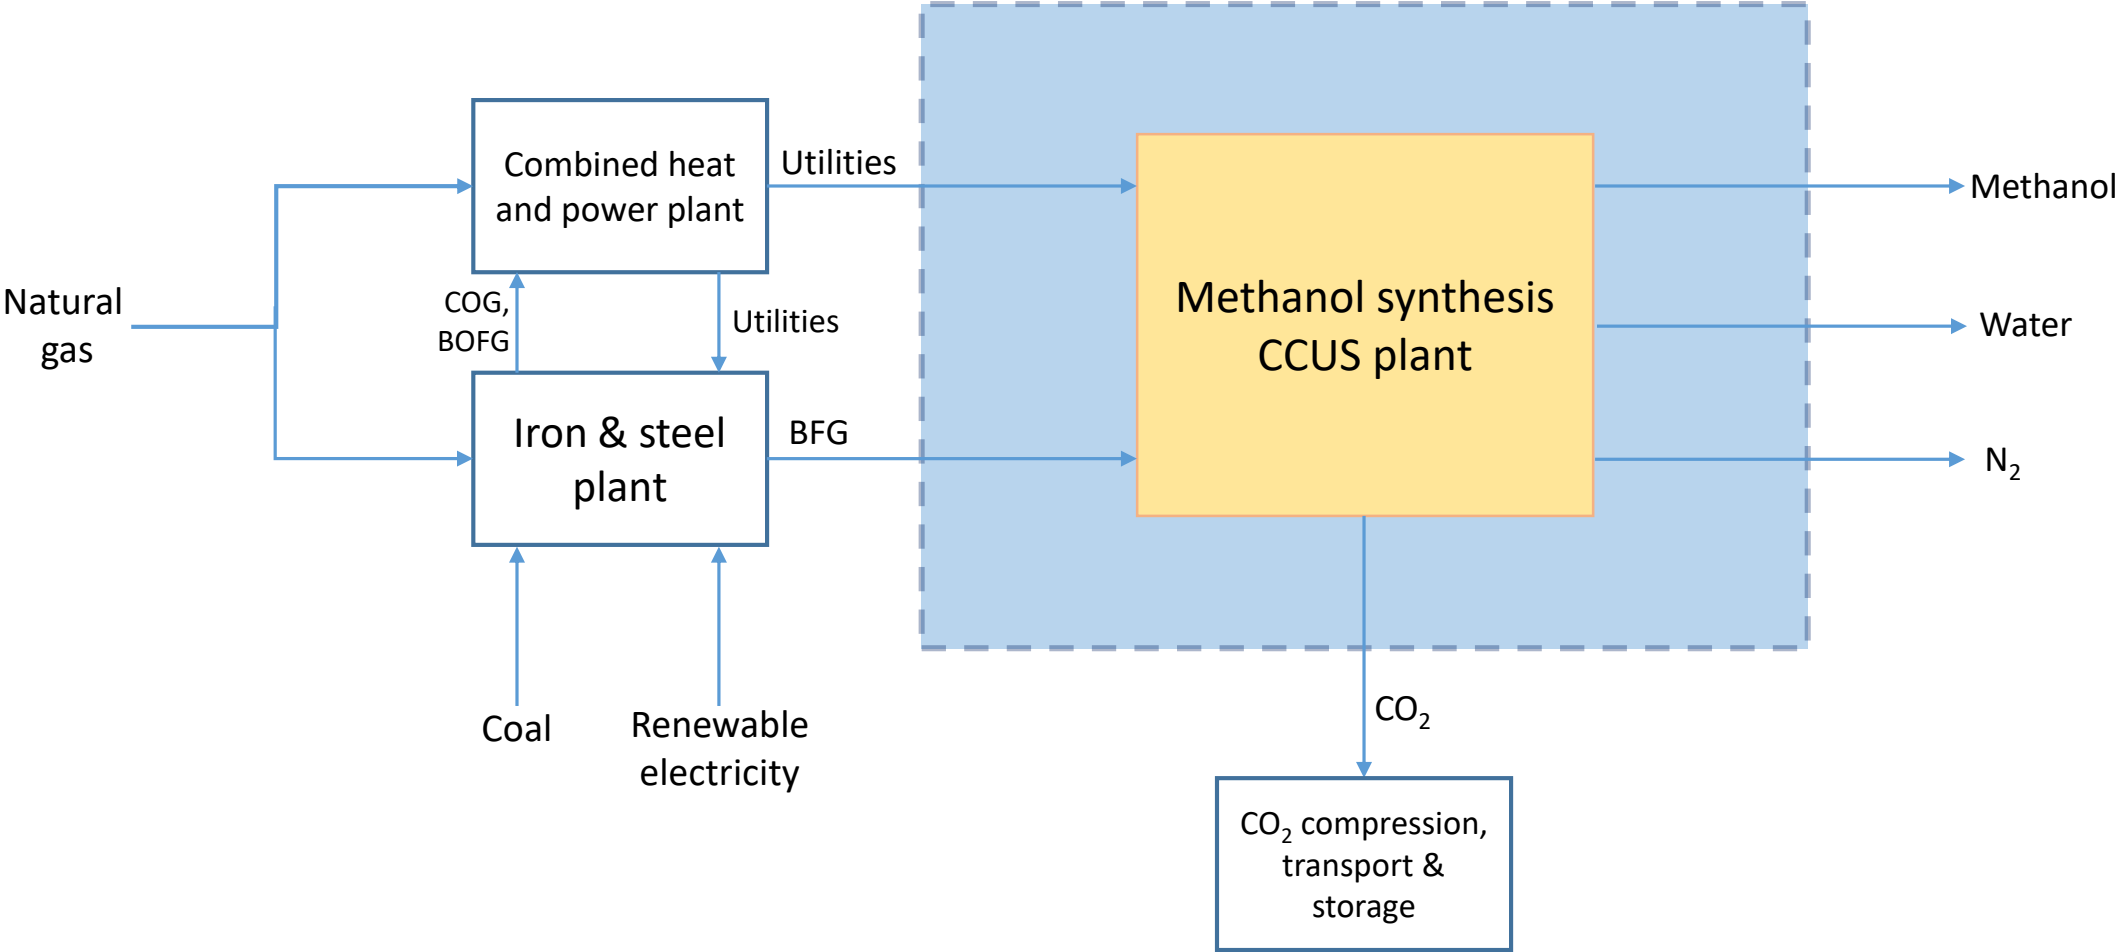 Combined heat
and power plant
Utilities
Methanol
Natural
gas
COG,
BOFG
Utilities
Methanol synthesis
CCUS plant
Water
Iron & steel
plant
BFG
N₂
Coal
Renewable
electricity
CO₂
CO₂ compression,
transport &
storage